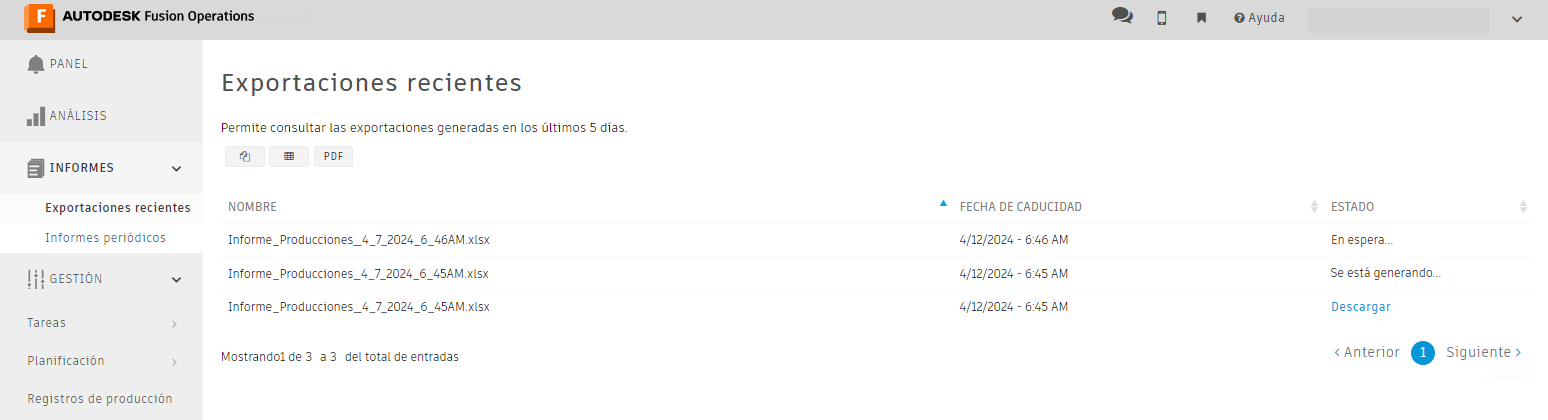 F AUTODESK Fusion Operations
Ayuda
PANEL
ANÁLISIS
INFORMES
Exportaciones recientes
Informes periódicos
GESTIÓN
Tareas
Planificación
Registros de producción
Exportaciones recientes
Permite consultar las exportaciones generadas en los últimos 5 días.
PDF
NOMBRE FECHA DE CADUCIDAD ESTADO
Informe_Producciones_4_7_2024_6_46AM.xlsx 4/12/2024 - 6:46 AM En espera...
Informe_Producciones_4_7_2024_6_45AM.xlsx 4/12/2024 - 6:45 AM Se está generando...
Informe_Producciones_4_7_2024_6_45AM.xlsx 4/12/2024 - 6:45 AM Descargar
Mostrando1 de 3 a 3 del total de entradas
‹ Anterior 1 Siguiente ›